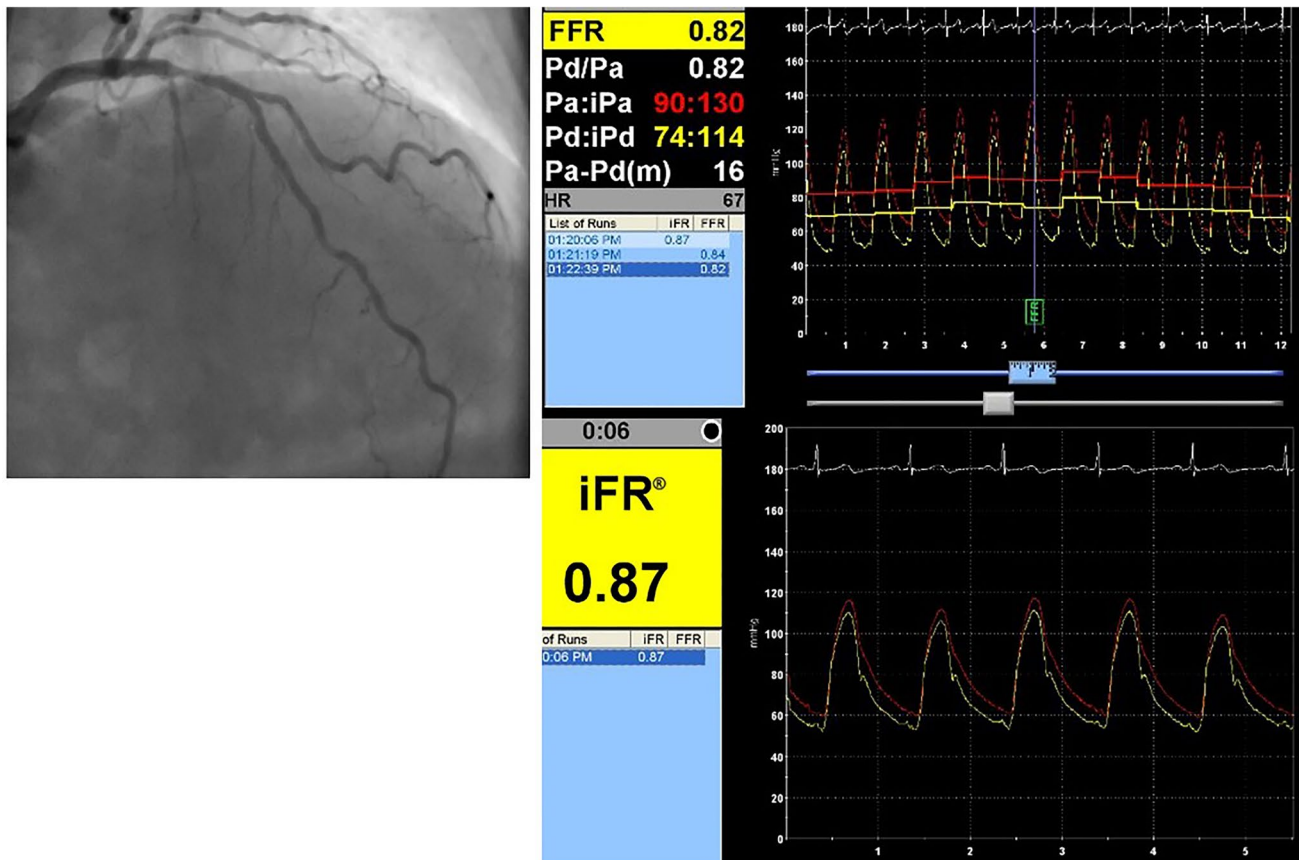 FFR 0.82
Pd/Pa 0.82
Pa:iPa 90:130
Pd:iPd 74:114
Pa-Pd(m) 16
HR 67
List of Runs iFR FFR
01:20:06 PM 0.87
01:21:19 PM 0.84
01:22:39 PM 0.82
180
140
120
100
mmHg
80
60
40
20
0
FFR
1 2 3 4 5 6 7 8 9 10 11 12
0:06
iFR®
0.87
of Runs iFR FFR
0:06 PM 0.87
200
180
160
140
120
100
mmHg
80
60
40
20
0
1 2 3 4 5